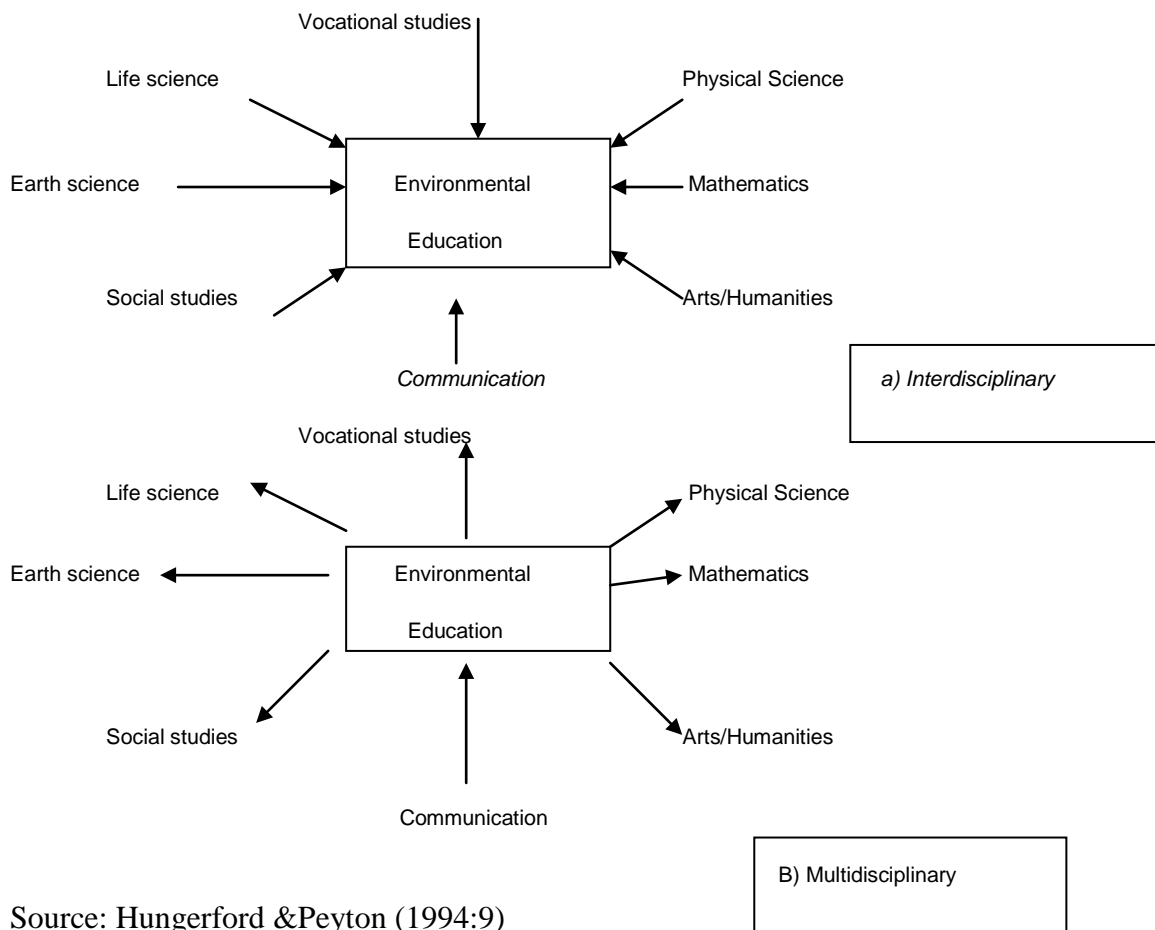 Vocational studies
Life science
Physical Science
Earth science
Environmental
Mathematics
Education
Social studies
Arts/Humanities
Communication
a) Interdisciplinary
Vocational studies
Life science
Physical Science
Earth science
Environmental
Mathematics
Education
Social studies
Arts/Humanities
Communication
B) Multidisciplinary
Source: Hungerford &Peyton (1994:9)